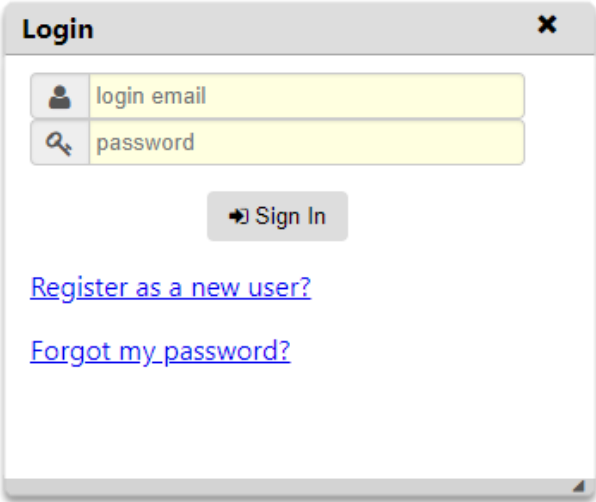 Login
login email
password
Sign In
Register as a new user?
Forgot my password?